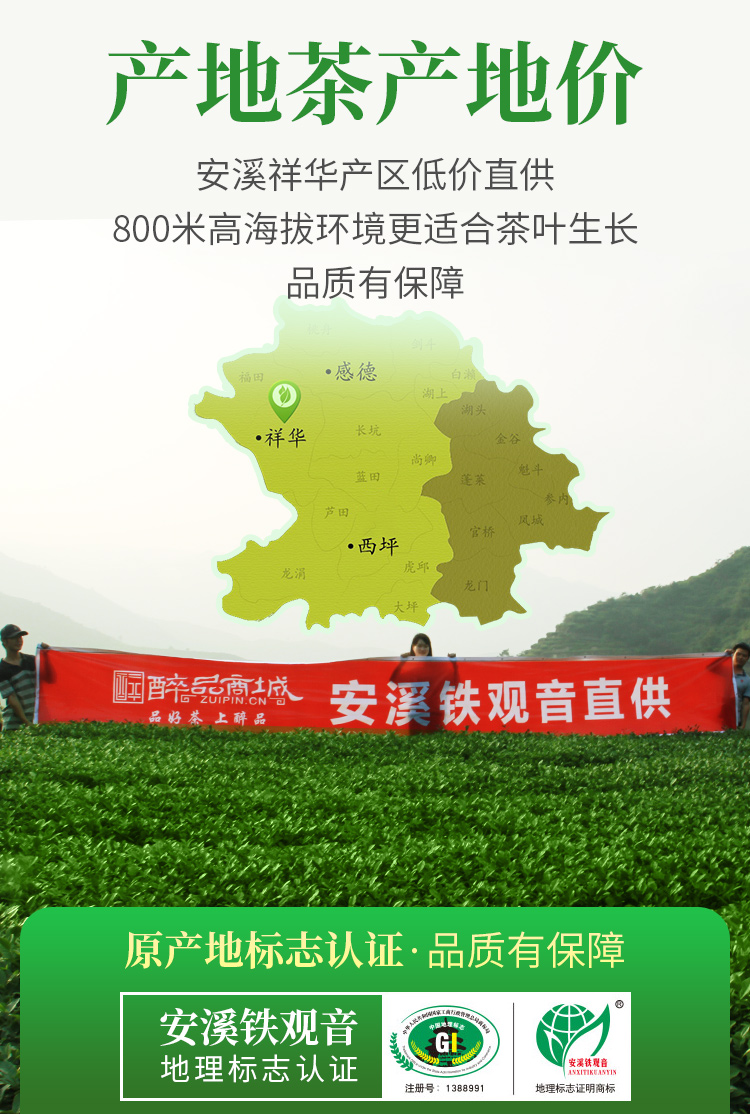 产地茶产地价
安溪祥华产区低价直供
800米高海拔环境更适合茶叶生长
品质有保障
剑斗
感德
福田
白濑
湖上
湖头
祥华
长坑
金谷
尚卿
魁斗
蓝田
蓬莱
参内
芦田
凤城
官桥
西坪
虎邱
龙涓
龙门
大坪
醉品商城
ZUIPIN.CN
品好茶 上醉品
安溪铁观音直供
原产地标志认证·品质有保障
安溪铁观音
地理标志认证
中华人民共和国国家工商行政管理总局商标局
中国地理标志
GI
注册号：1388991
®
安溪铁观音
ANXITIKUANYIN
地理标志证明商标